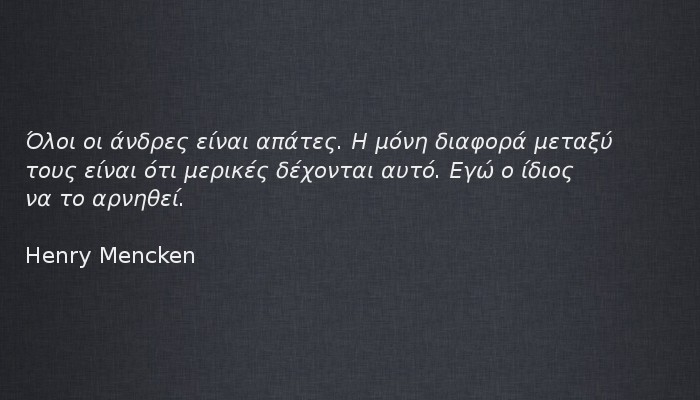 Όλοι οι άνδρες είναι απάτες. Η μόνη διαφορά μεταξύ
τους είναι ότι μερικές δέχονται αυτό. Εγώ ο ίδιος
να το αρνηθεί.
Henry Mencken